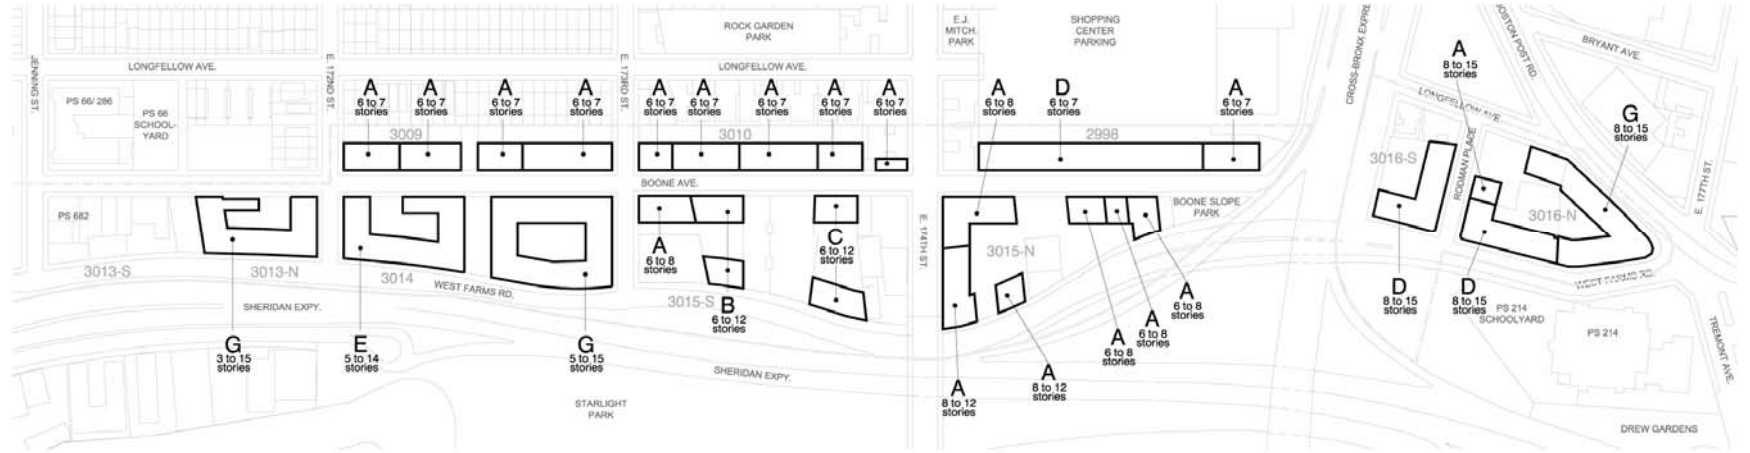 ROCK GARDEN
PARK
E.J.
MITCH.
PARK
SHOPPING
CENTER
PARKING
CROSS-BRONX EXPRE
BOSTON POST RD.
BRYANT AVE.
JENNING ST.
LONGFELLOW AVE.
E. 172ND ST.
E. 173RD ST.
LONGFELLOW AVE.
LONGFELLOW AVE.
PS 66/ 286
PS 66
SCHOOL-
YARD
A
6 to 7
stories
A
6 to 7
stories
A
6 to 7
stories
A
6 to 7
stories
A
6 to 7
stories
A
6 to 7
stories
A
6 to 7
stories
A
6 to 7
stories
A
6 to 7
stories
A
6 to 8
stories
D
6 to 7
stories
A
6 to 7
stories
A
8 to 15
stories
G
8 to 15
stories
3009
3010
2998
3016-S
RODMAN PLACE
3016-N
E. 177TH ST.
BOONE AVE.
BOONE SLOPE
PARK
PS 682
3013-S
3013-N
3014
WEST FARMS RD.
3015-S
E. 174TH ST.
3015-N
WEST FARMS RD.
A
6 to 8
stories
C
6 to 12
stories
B
6 to 12
stories
A
6 to 8
stories
A
6 to 8
stories
A
6 to 8
stories
D
8 to 15
stories
D
8 to 15
stories
PS 214
SCHOOLYARD
PS 214
TREMONT AVE.
SHERIDAN EXPY.
G
3 to 15
stories
E
5 to 14
stories
G
5 to 15
stories
SHERIDAN EXPY.
A
8 to 12
stories
A
8 to 12
stories
STARLIGHT
PARK
DREW GARDENS